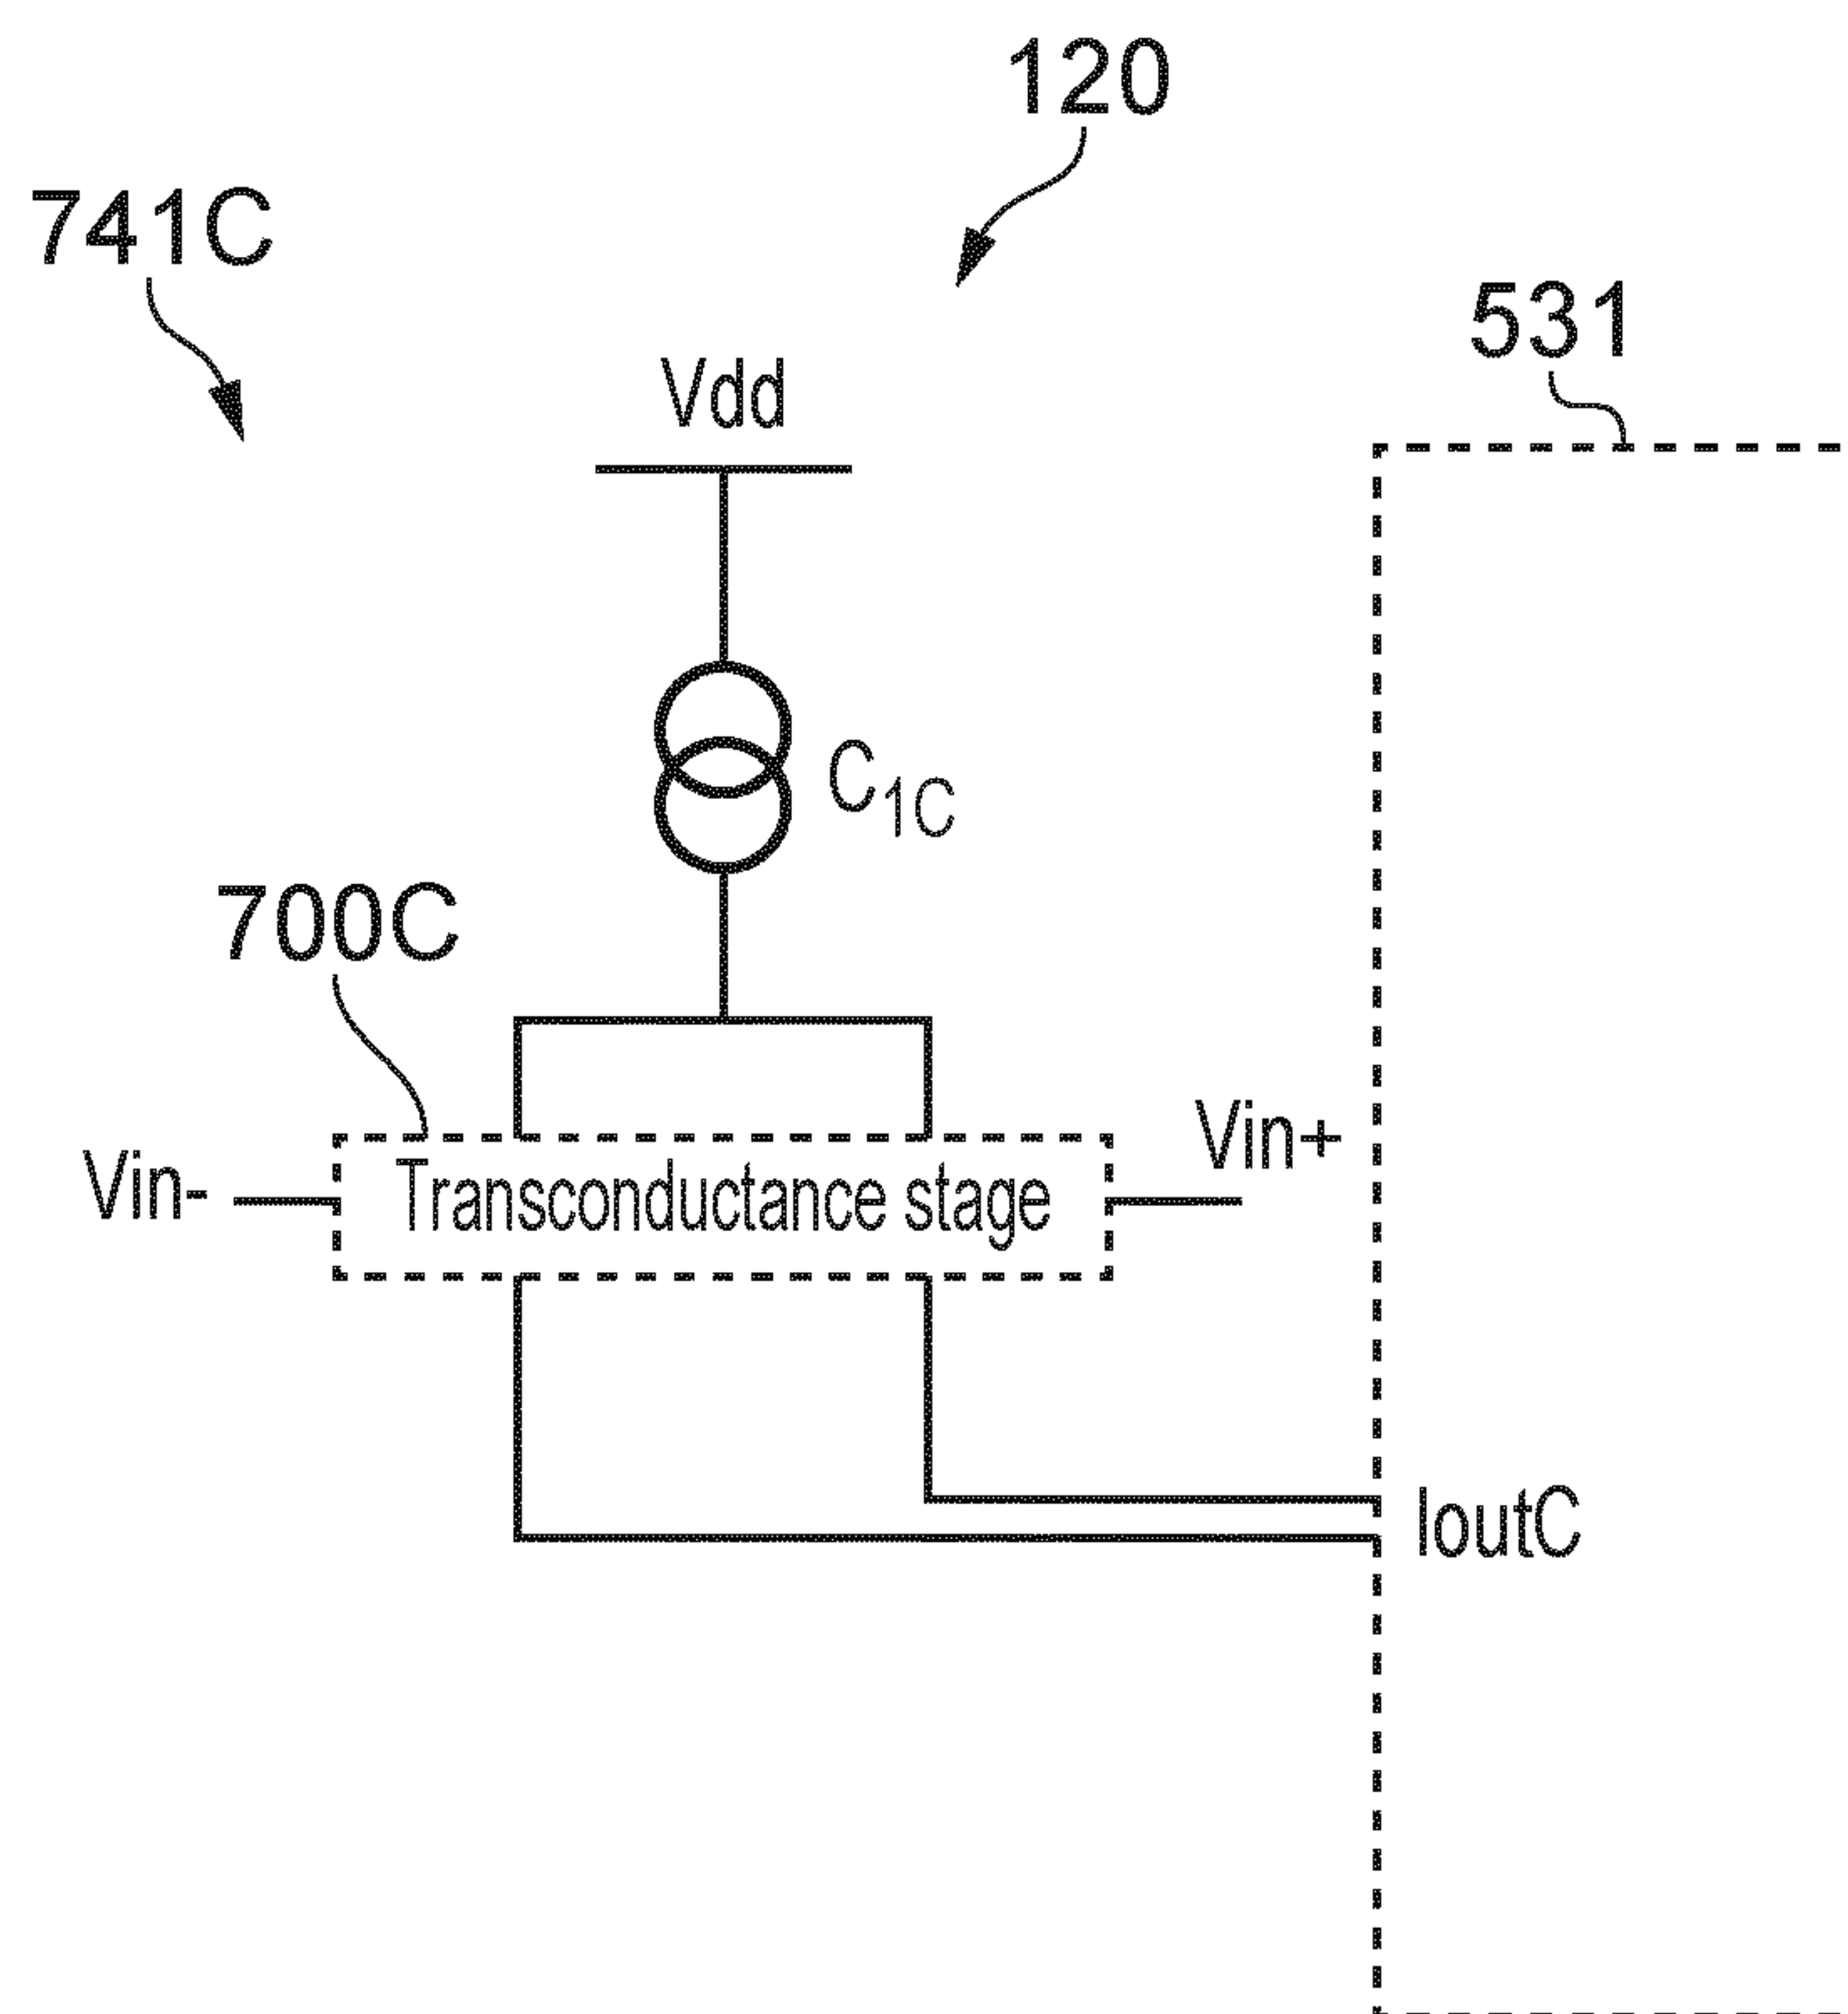 120
741C
531
Vdd
C1C
700C
Vin+
Vin-
Transconductance stage
IoutC